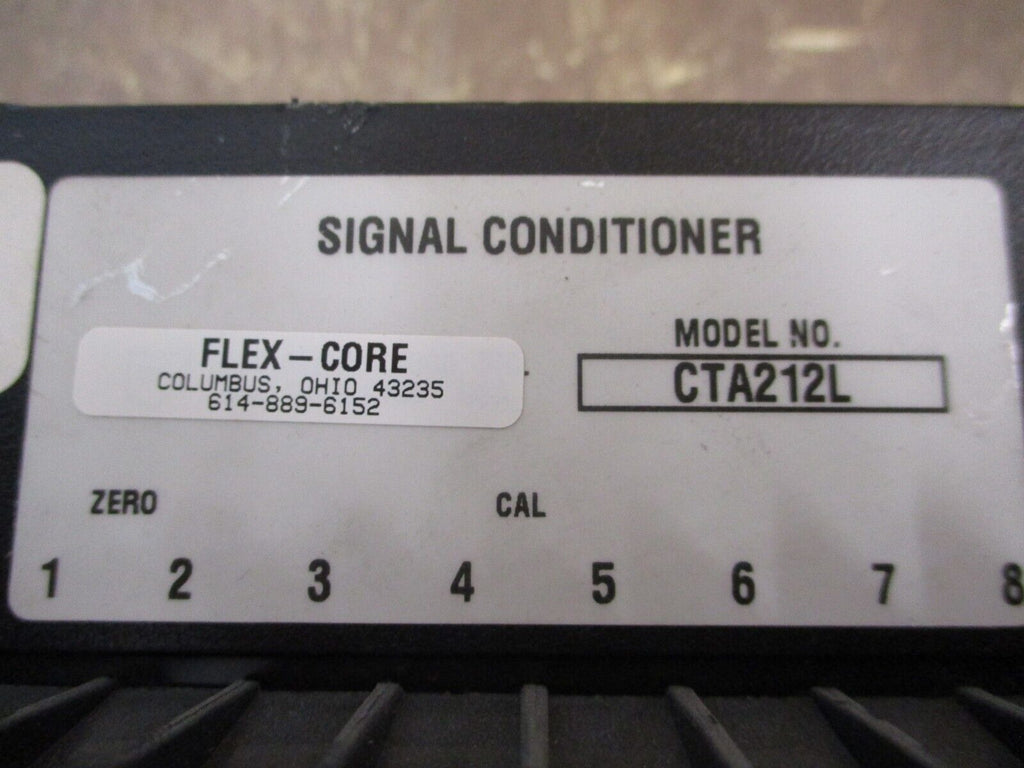 SIGNAL CONDITIONER
FLEX-CORE
COLUMBUS, OHIO 43235
614-889-6152
MODEL NO.
CTA212L
ZERO CAL
1 2 3 4 5 6 7 8